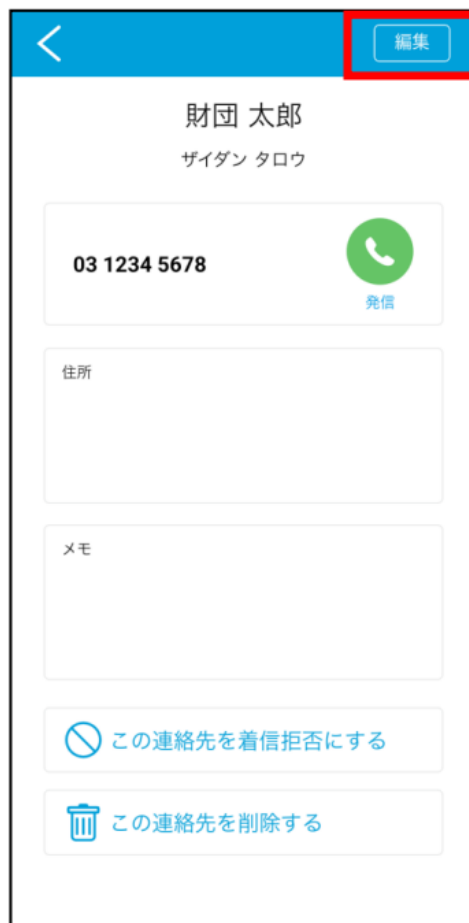 編集
財団 太郎
ザイダン タロウ
03 1234 5678
発信
住所
メモ
この連絡先を着信拒否にする
この連絡先を削除する